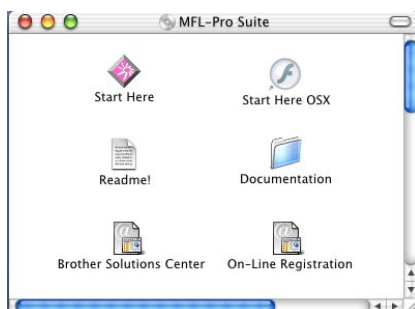 MFL-Pro Suite
Start Here
Start Here OSX
Readme!
Documentation
Brother Solutions Center
On-Line Registration